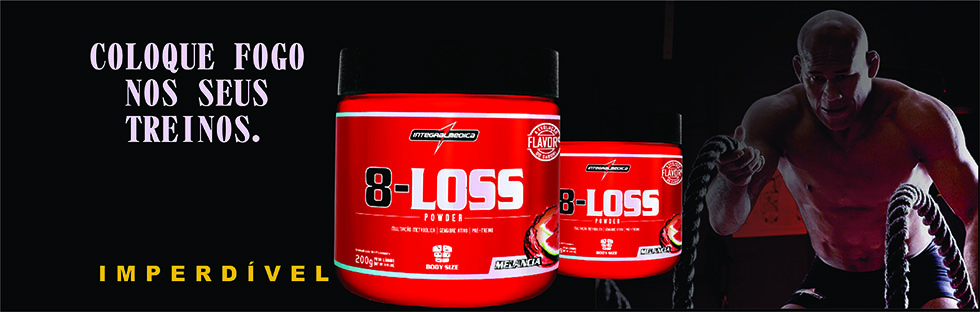 COLOQUE FOGO
NOS SEUS
TREINOS.
IMPERDÍVEL
INTEGRALMEDICA
FLAVOR
8-LOSS
POWDER
BODY SIZE
200g
MELANCIA
INTEGRALMEDICA
FLAVOR
8-LOSS
POWDER
BODY SIZE
MELANCIA